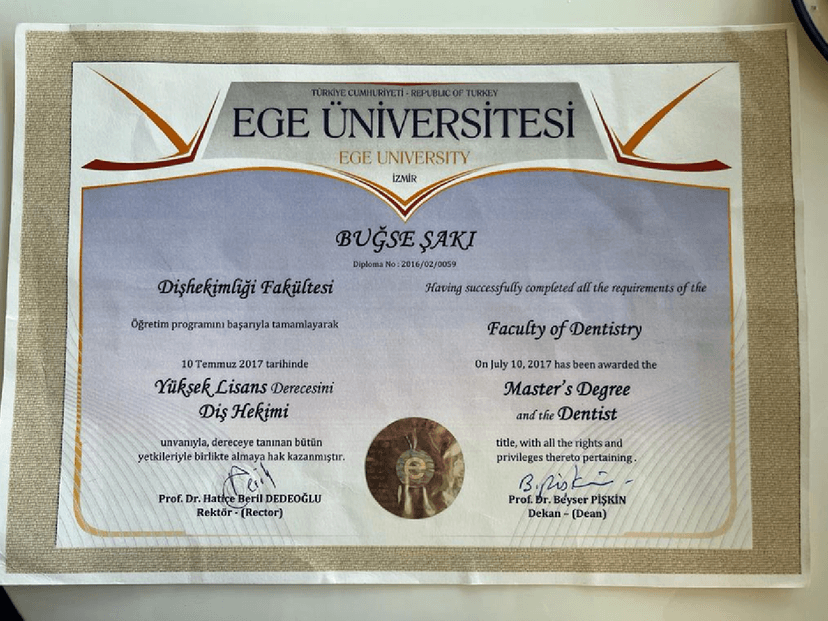 TÜRKİYE CUMHURİYETİ - REPUBLIC OF TURKEY
EGE ÜNİVERSİTESİ
EGE UNIVERSITY
İZMİR
BUĞSE ŞAKI
Diploma No : 2016/02/0059
Dişhekimliği Fakültesi
Öğretim programını başarıyla tamamlayarak
10 Temmuz 2017 tarihinde
Yüksek Lisans Derecesini
Diş Hekimi
unvanıyla, dereceye tanınan bütün
yetkileriyle birlikte almaya hak kazanmıştır.
Prof. Dr. Hatice Beril DEDEOĞLU
Rektör - (Rector)
Having successfully completed all the requirements of the
Faculty of Dentistry
On July 10, 2017 has been awarded the
Master's Degree
and the Dentist
title, with all the rights and
privileges thereto pertaining .
B. Pişkin
Prof. Dr. Beyser PİŞKİN
Dekan – (Dean)
e